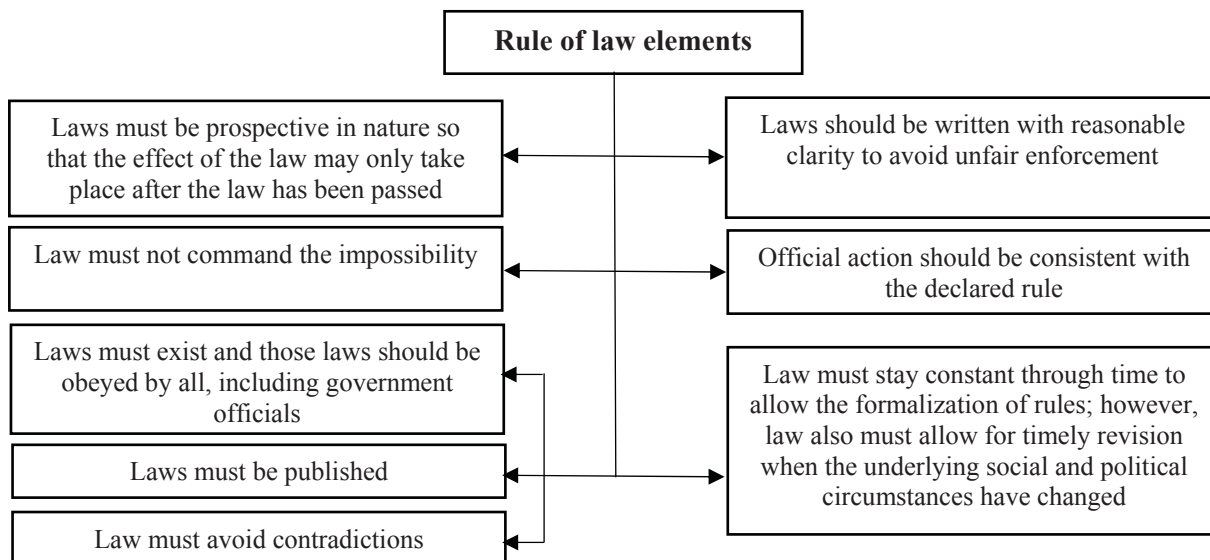 Rule of law elements
Laws must be prospective in nature so
that the effect of the law may only take
place after the law has been passed
Laws should be written with reasonable
clarity to avoid unfair enforcement
Law must not command the impossibility
Official action should be consistent with
the declared rule
Laws must exist and those laws should be
obeyed by all, including government
officials
Law must stay constant through time to
allow the formalization of rules; however,
law also must allow for timely revision
when the underlying social and political
circumstances have changed
Laws must be published
Law must avoid contradictions